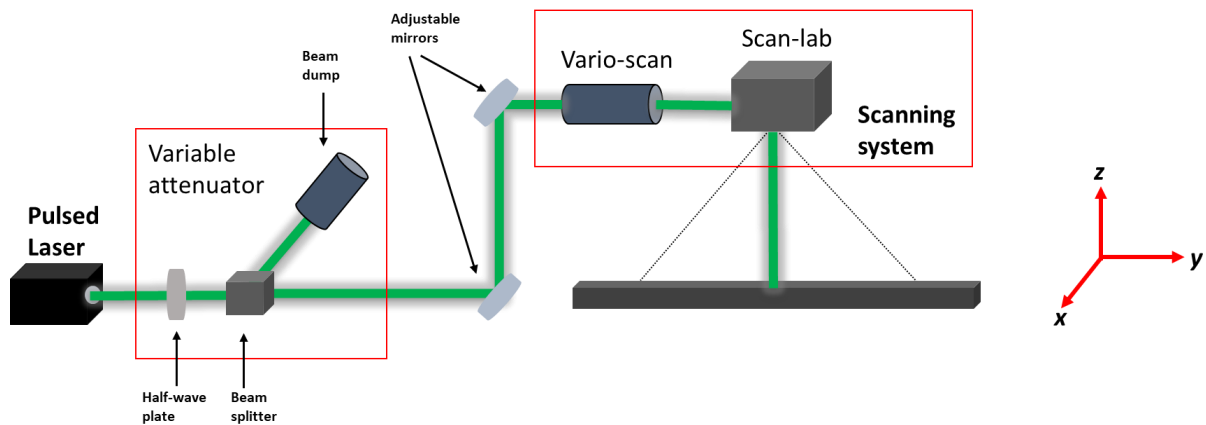 Adjustable
mirrors
Beam
dump
Vario-scan
Scan-lab
Scanning
system
Variable
attenuator
Pulsed
Laser
Half-wave
plate
Beam
splitter
z
y
x